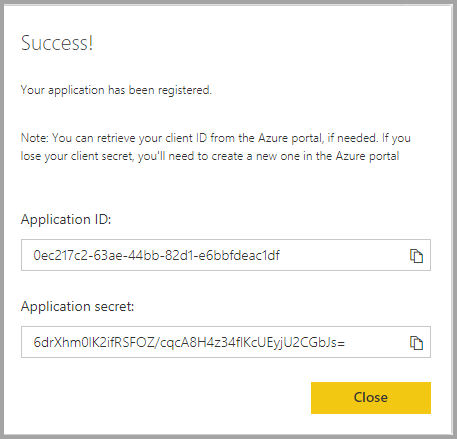 Success!
Your application has been registered.
Note: You can retrieve your client ID from the Azure portal, if needed. If you
lose your client secret, you'll need to create a new one in the Azure portal
Application ID:
0ec217c2-63ae-44bb-82d1-e6bbfdeac1df
Application secret:
6drXhm0lK2ifRSFOZ/cqcA8H4z34flKcUEyjU2CGbJs=
Close